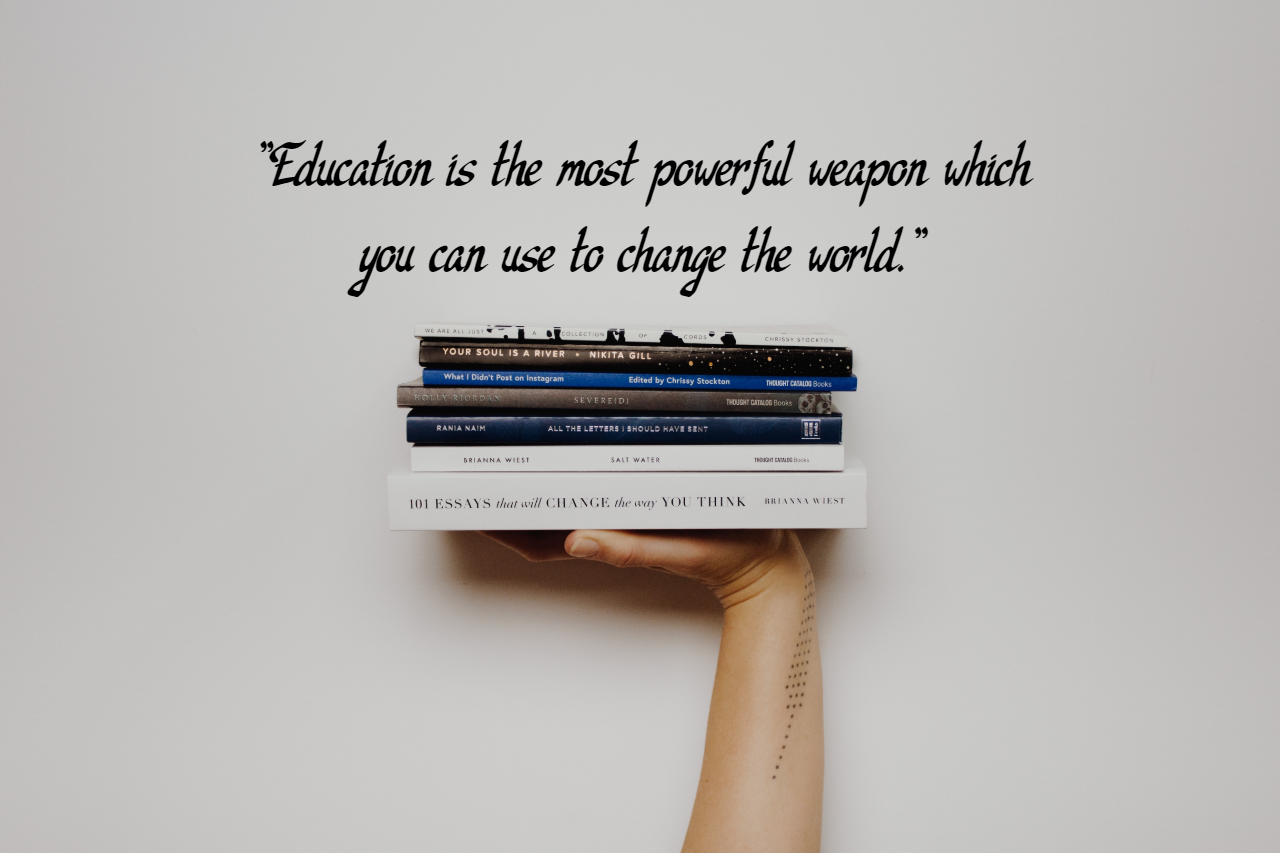 "Education is the most powerful weapon which
you can use to change the world."
WE ARE ALL JUST A COLLECTION OF CORDS CHRISSY STOCKTON
YOUR SOUL IS A RIVER • NIKITA GILL
What I Didn't Post on Instagram Edited by Chrissy Stockton THOUGHT CATALOG Books
HOLLY RIORDAN SEVERE(D) THOUGHT CATALOG Books
RANIA NAIM ALL THE LETTERS I SHOULD HAVE SENT
BRIANNA WIEST SALT WATER THOUGHT CATALOG Books
101 ESSAYS that will CHANGE the way YOU THINK BRIANNA WIEST